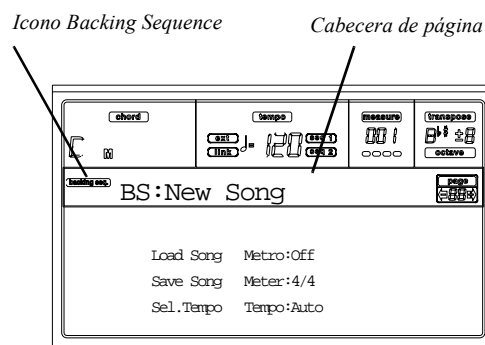 Icono Backing Sequence
Cabecera de página
chord tempo measure transpose
ext seq 1
♩= 120 001
link seq 2
M octave
backing seq. page
BS:New Song
Load Song Metro:Off
Save Song Meter:4/4
Sel.Tempo Tempo:Auto